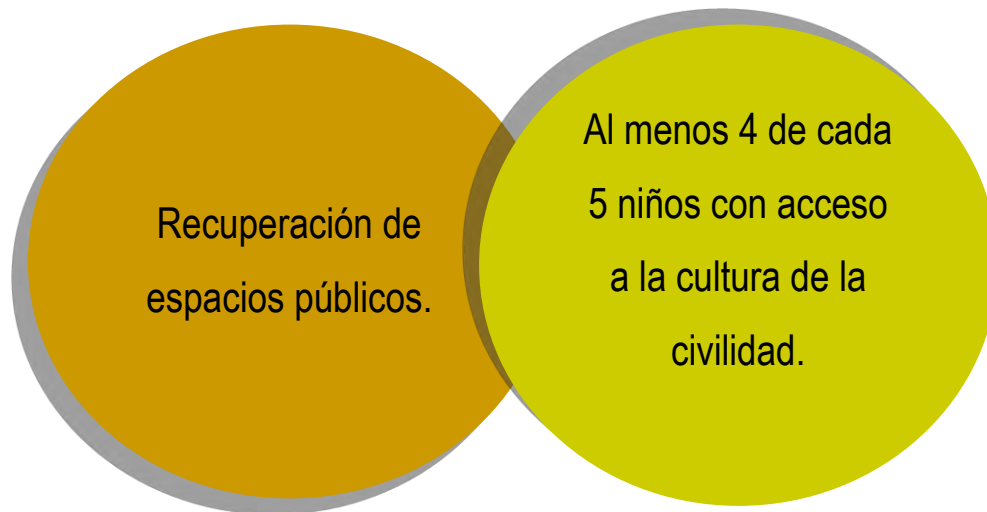 Recuperación de
espacios públicos.
Al menos 4 de cada
5 niños con acceso
a la cultura de la
civilidad.